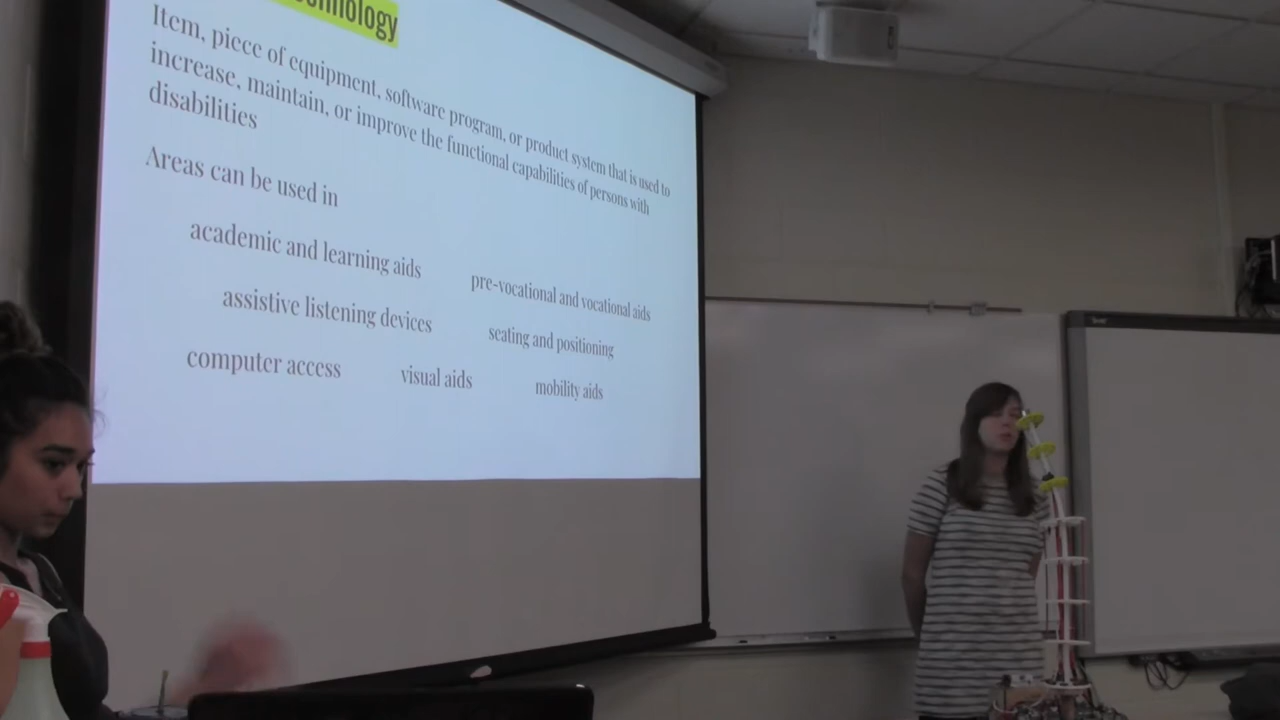 Item, piece of equipment, software program, or product system that is used to
increase, maintain, or improve the functional capabilities of persons with
disabilities
Areas can be used in
academic and learning aids
pre-vocational and vocational aids
assistive listening devices
seating and positioning
computer access
visual aids
mobility aids